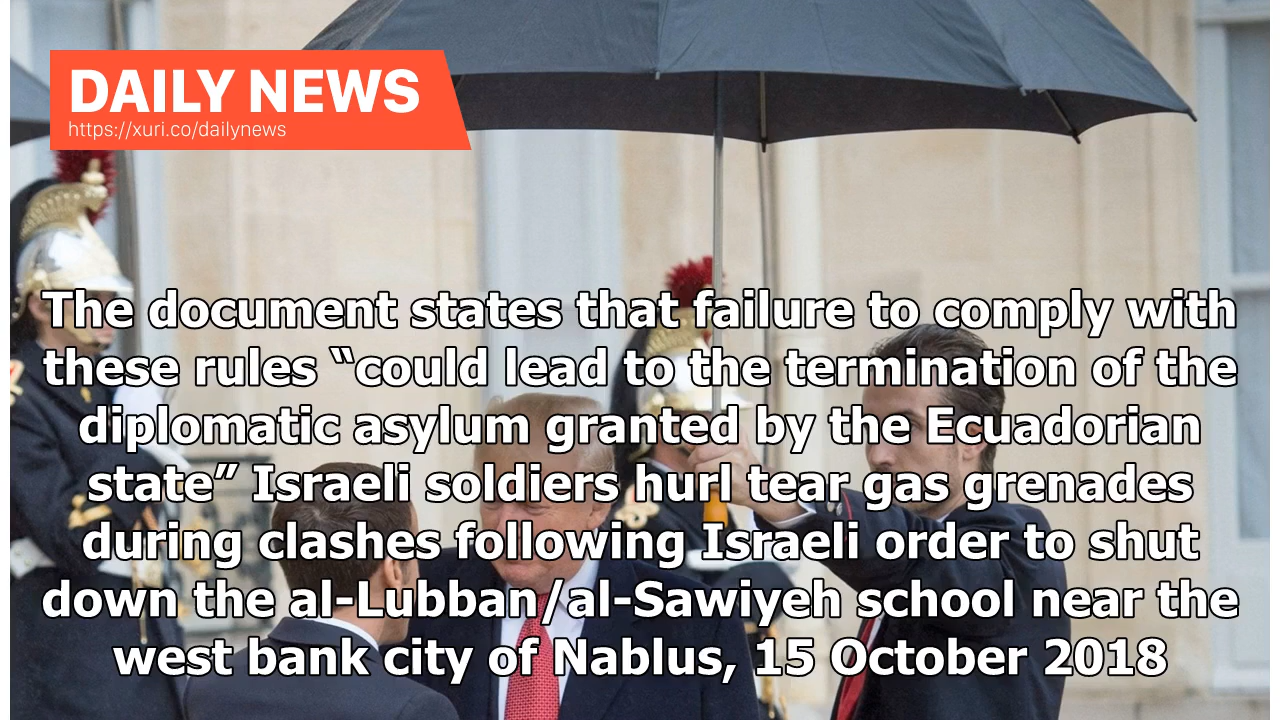 DAILY NEWS
https://xuri.co/dailynews
The document states that failure to comply with
these rules “could lead to the termination of the
diplomatic asylum granted by the Ecuadorian
state” Israeli soldiers hurl tear gas grenades
during clashes following Israeli order to shut
down the al-Lubban/al-Sawiyeh school near the
west bank city of Nablus, 15 October 2018